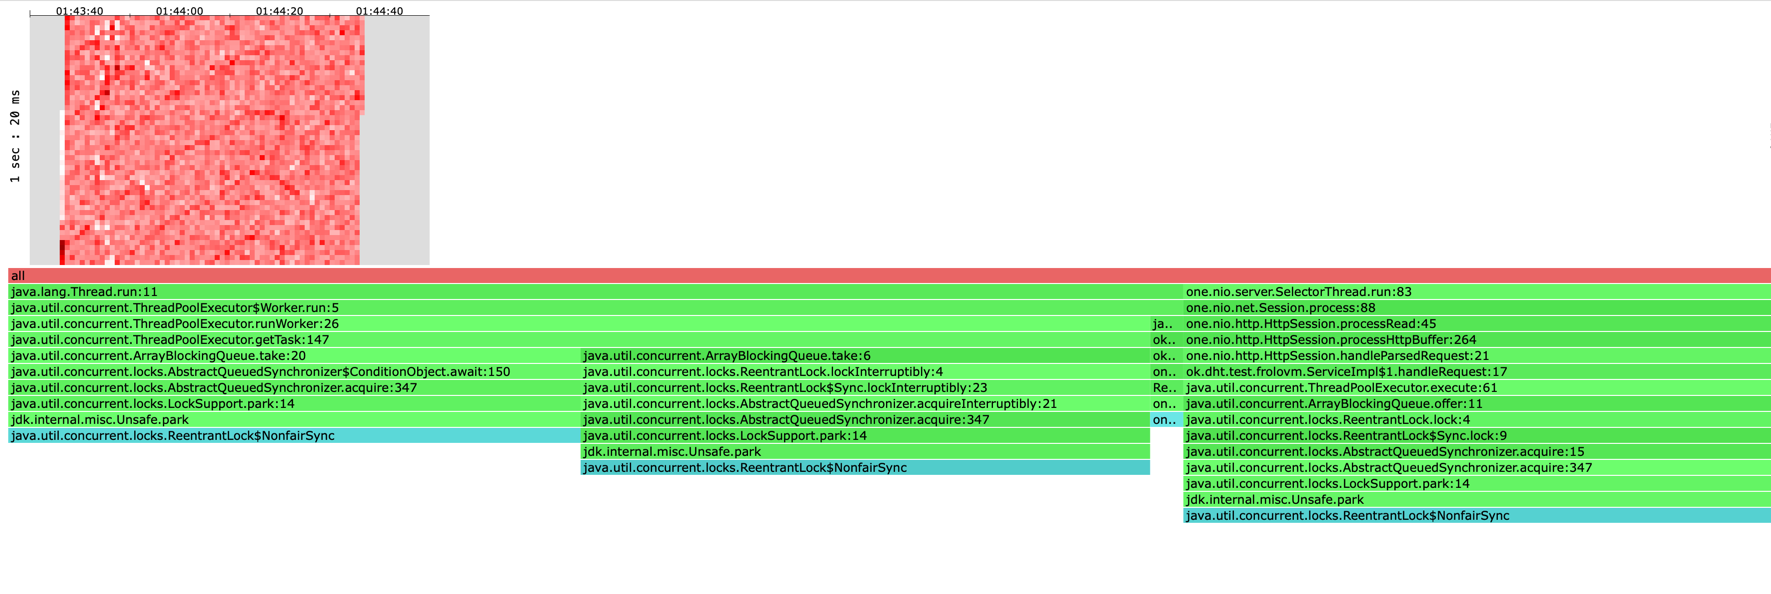 01:43:40 01:44:00 01:44:20 01:44:40
1 sec : 20 ms
all
java.lang.Thread.run:11 one.nio.server.SelectorThread.run:83
java.util.concurrent.ThreadPoolExecutor$Worker.run:5 one.nio.net.Session.process:88
java.util.concurrent.ThreadPoolExecutor.runWorker:26 ja.. one.nio.http.HttpSession.processRead:45
java.util.concurrent.ThreadPoolExecutor.getTask:147 ok.. one.nio.http.HttpSession.processHttpBuffer:264
java.util.concurrent.ArrayBlockingQueue.take:20 java.util.concurrent.ArrayBlockingQueue.take:6 ok.. one.nio.http.HttpSession.handleParsedRequest:21
java.util.concurrent.locks.AbstractQueuedSynchronizer$ConditionObject.await:150 java.util.concurrent.locks.ReentrantLock.lockInterruptibly:4 on.. ok.dht.test.frolovm.ServiceImpl$1.handleRequest:17
java.util.concurrent.locks.AbstractQueuedSynchronizer.acquire:347 java.util.concurrent.locks.ReentrantLock$Sync.lockInterruptibly:23 Re.. java.util.concurrent.ThreadPoolExecutor.execute:61
java.util.concurrent.locks.LockSupport.park:14 java.util.concurrent.locks.AbstractQueuedSynchronizer.acquireInterruptibly:21 on.. java.util.concurrent.ArrayBlockingQueue.offer:11
jdk.internal.misc.Unsafe.park java.util.concurrent.locks.AbstractQueuedSynchronizer.acquire:347 on.. java.util.concurrent.locks.ReentrantLock.lock:4
java.util.concurrent.locks.ReentrantLock$NonfairSync java.util.concurrent.locks.LockSupport.park:14 java.util.concurrent.locks.ReentrantLock$Sync.lock:9
jdk.internal.misc.Unsafe.park java.util.concurrent.locks.AbstractQueuedSynchronizer.acquire:15
java.util.concurrent.locks.ReentrantLock$NonfairSync java.util.concurrent.locks.AbstractQueuedSynchronizer.acquire:347
java.util.concurrent.locks.LockSupport.park:14
jdk.internal.misc.Unsafe.park
java.util.concurrent.locks.ReentrantLock$NonfairSync